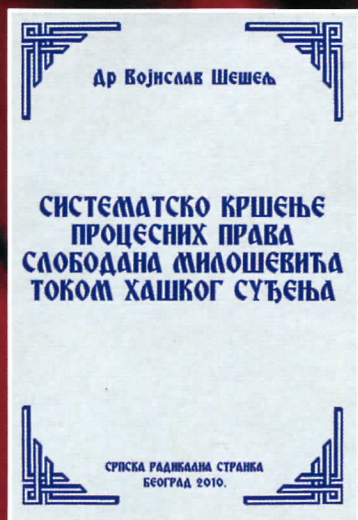 Др Војислав Шешељ
СИСТЕМАТСКО КРШЕЊЕ
ПРОЦЕСНИХ ПРАВА
СЛОБОДАНА МИЛОШЕВИЋА
ТОКОМ ХАШКОГ СУЂЕЊА
СРПСКА РАДИКАЛНА СТРАНКА
БЕОГРАД 2010.